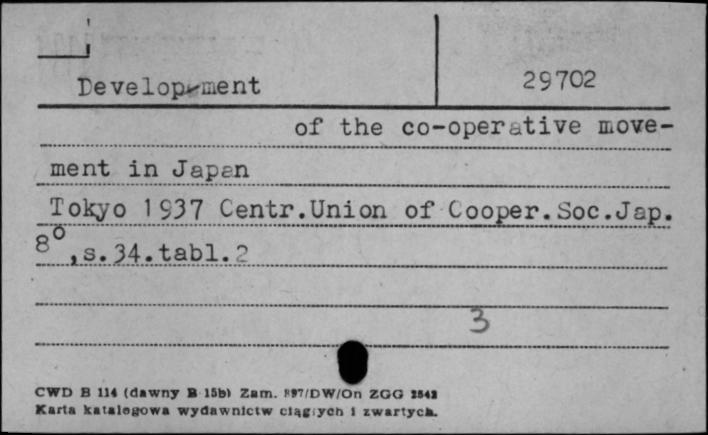 Development 29702
of the co-operative move-
ment in Japan
Tokyo 1937 Centr.Union of Cooper.Soc.Jap.
8°,s.34.tabl.2
3
CWD B 114 (dawny B 15b) Zam. 897/DW/On ZGG 2542
Karta katalogowa wydawnictw ciągłych i zwartych.